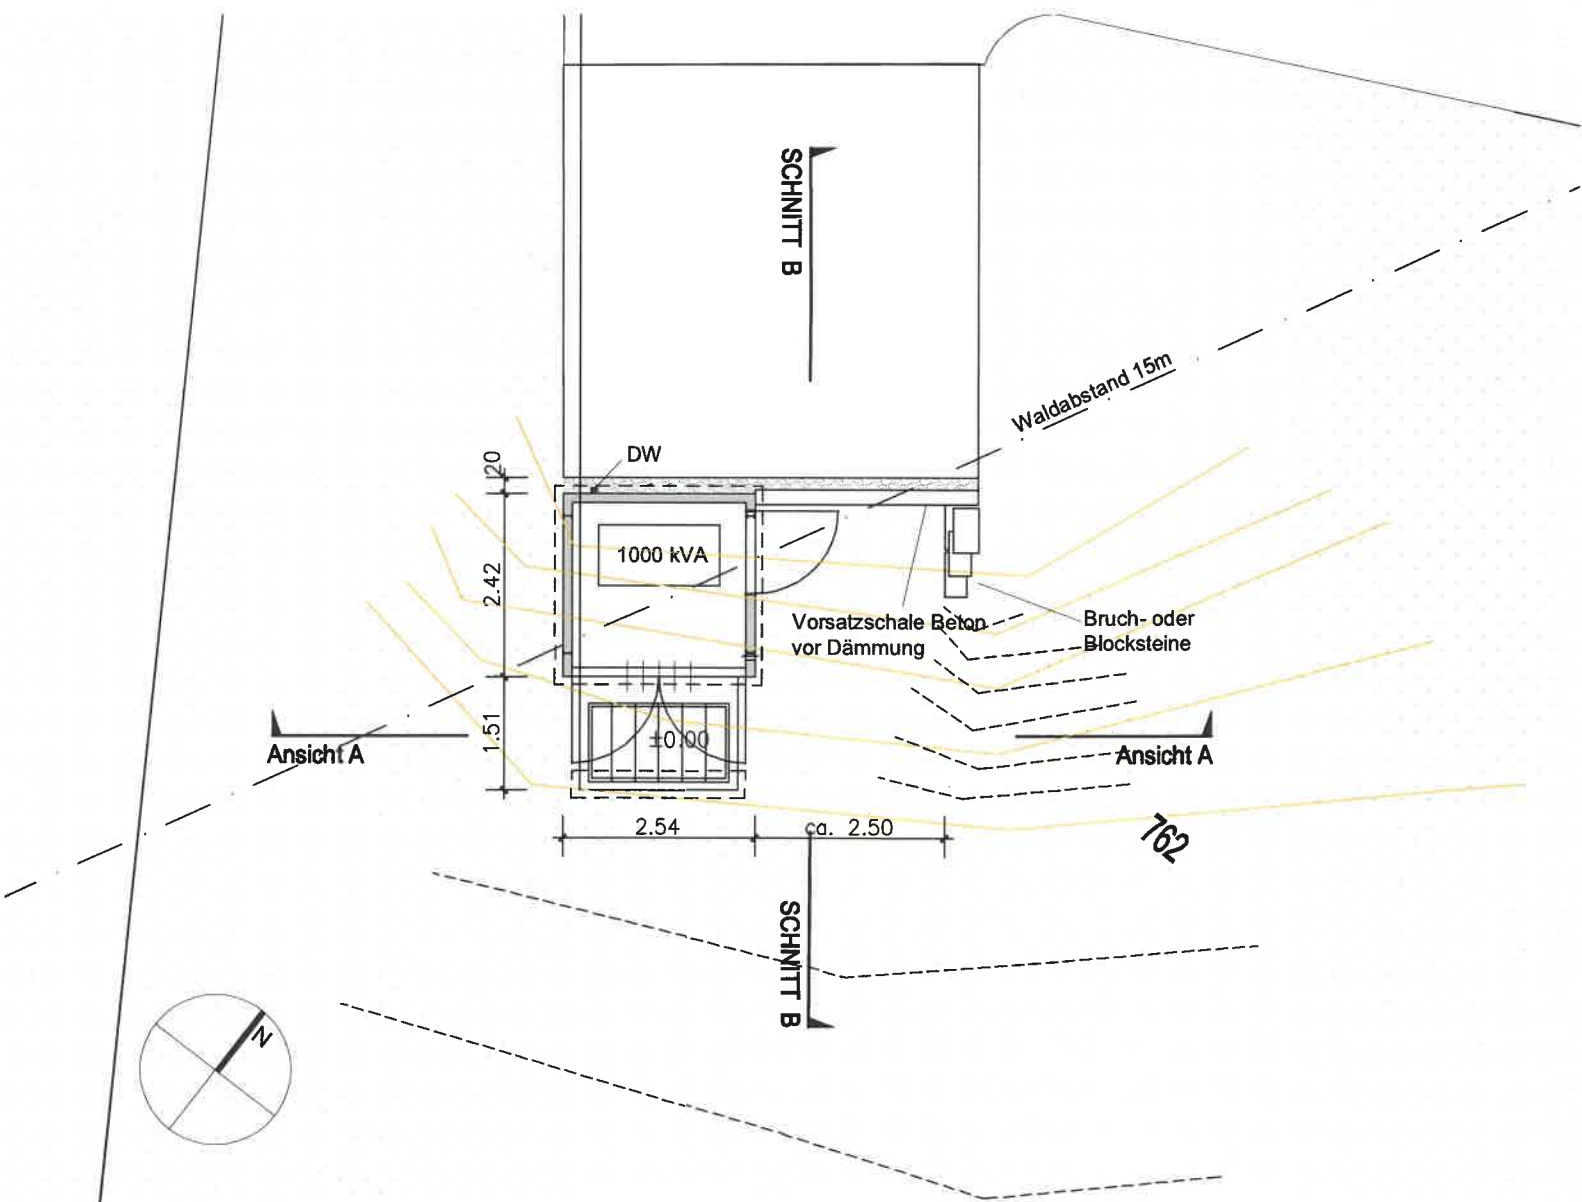 SCHNITT B
Waldabstand 15m
20
DW
1000 kVA
2.42
Vorsatzschale Beton
vor Dämmung
Bruch- oder
Blocksteine
1.51
±0.00
Ansicht A
Ansicht A
2.54
ca. 2.50
762
SCHNITT B
N